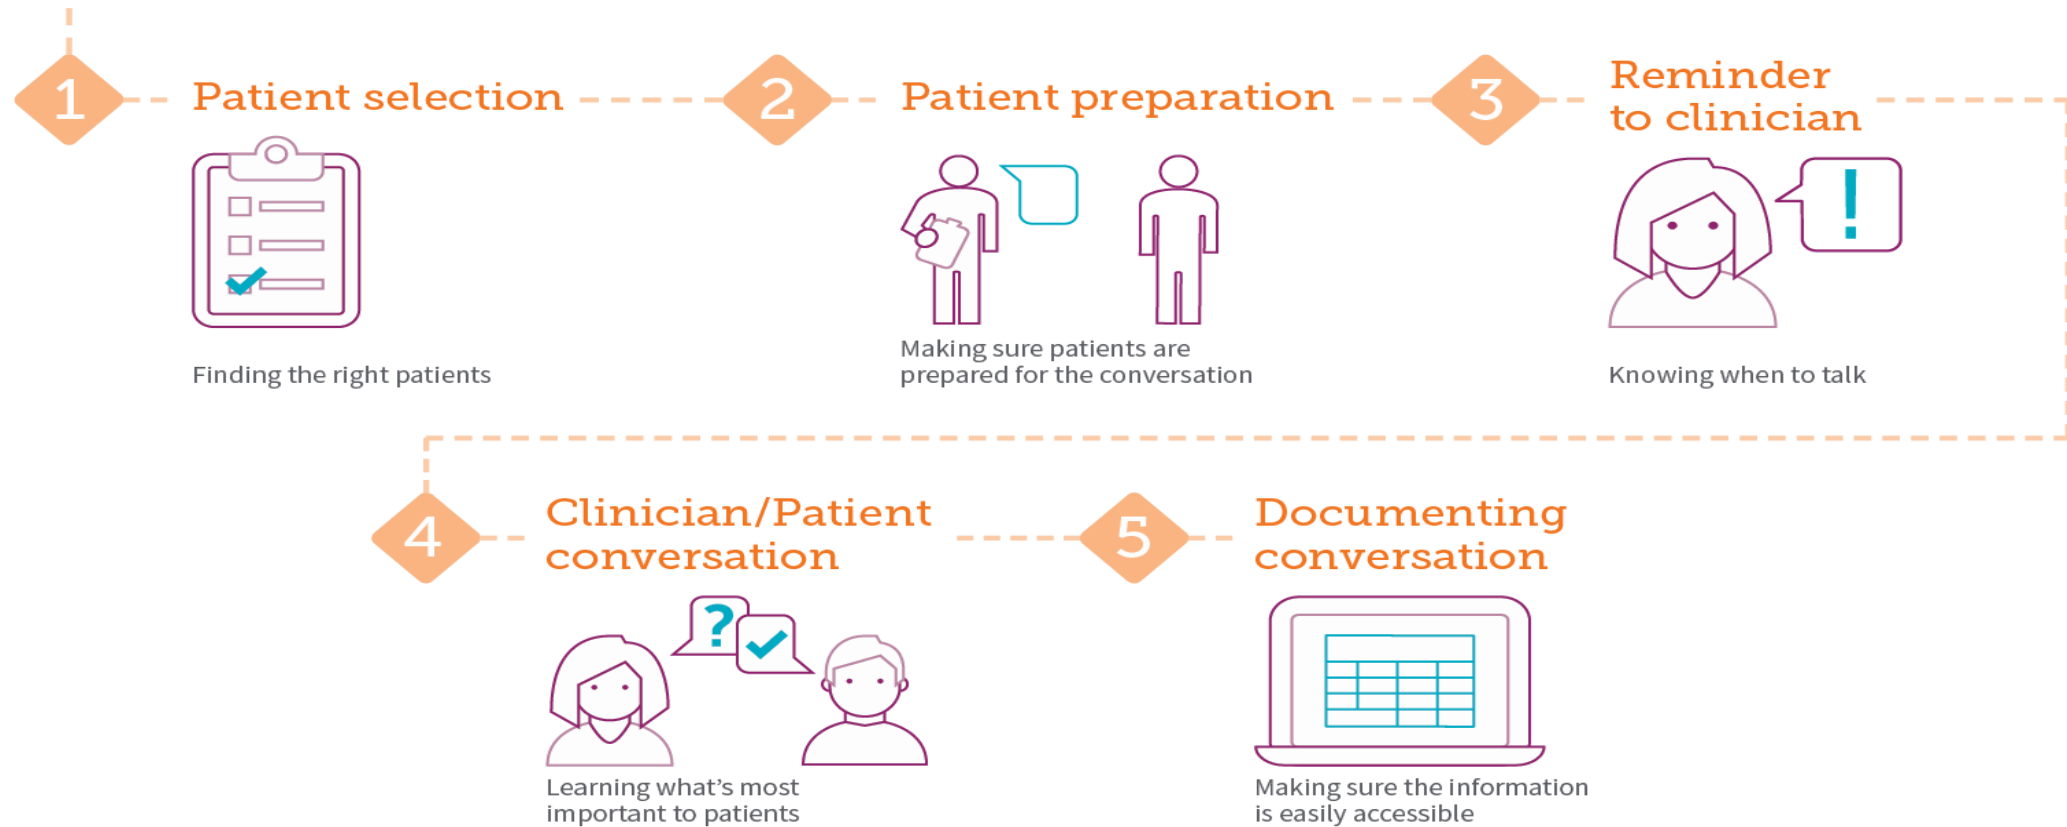 1
Patient selection
Finding the right patients
2
Patient preparation
Making sure patients are
prepared for the conversation
3
Reminder
to clinician
!
Knowing when to talk
4
Clinician/Patient
conversation
?
Learning what’s most
important to patients
5
Documenting
conversation
Making sure the information
is easily accessible